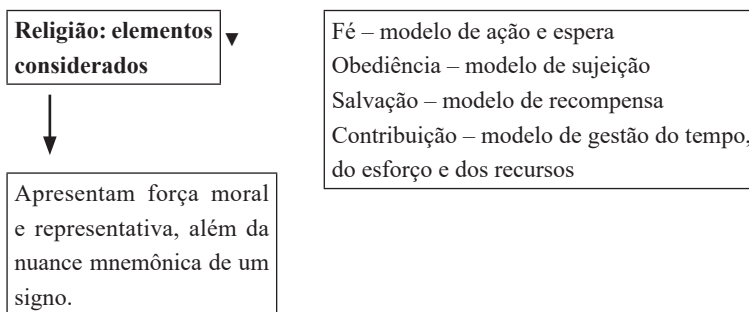 Religião: elementos
considerados
Fé – modelo de ação e espera
Obediência – modelo de sujeição
Salvação – modelo de recompensa
Contribuição – modelo de gestão do tempo,
do esforço e dos recursos
Apresentam força moral
e representativa, além da
nuance mnemônica de um
signo.